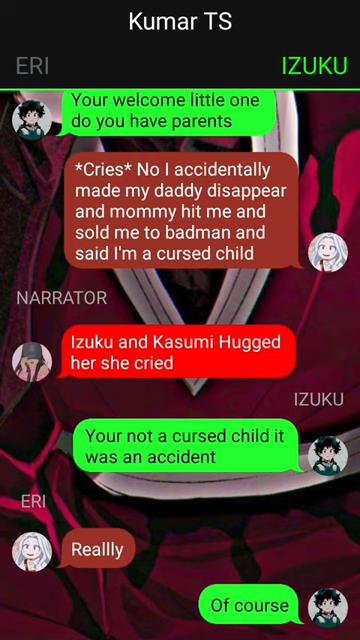 Kumar TS
ERI
IZUKU
Your welcome little one
do you have parents
*Cries* No I accidentally
made my daddy disappear
and mommy hit me and
sold me to badman and
said I'm a cursed child
NARRATOR
Izuku and Kasumi Hugged
her she cried
IZUKU
Your not a cursed child it
was an accident
ERI
Reallly
Of course